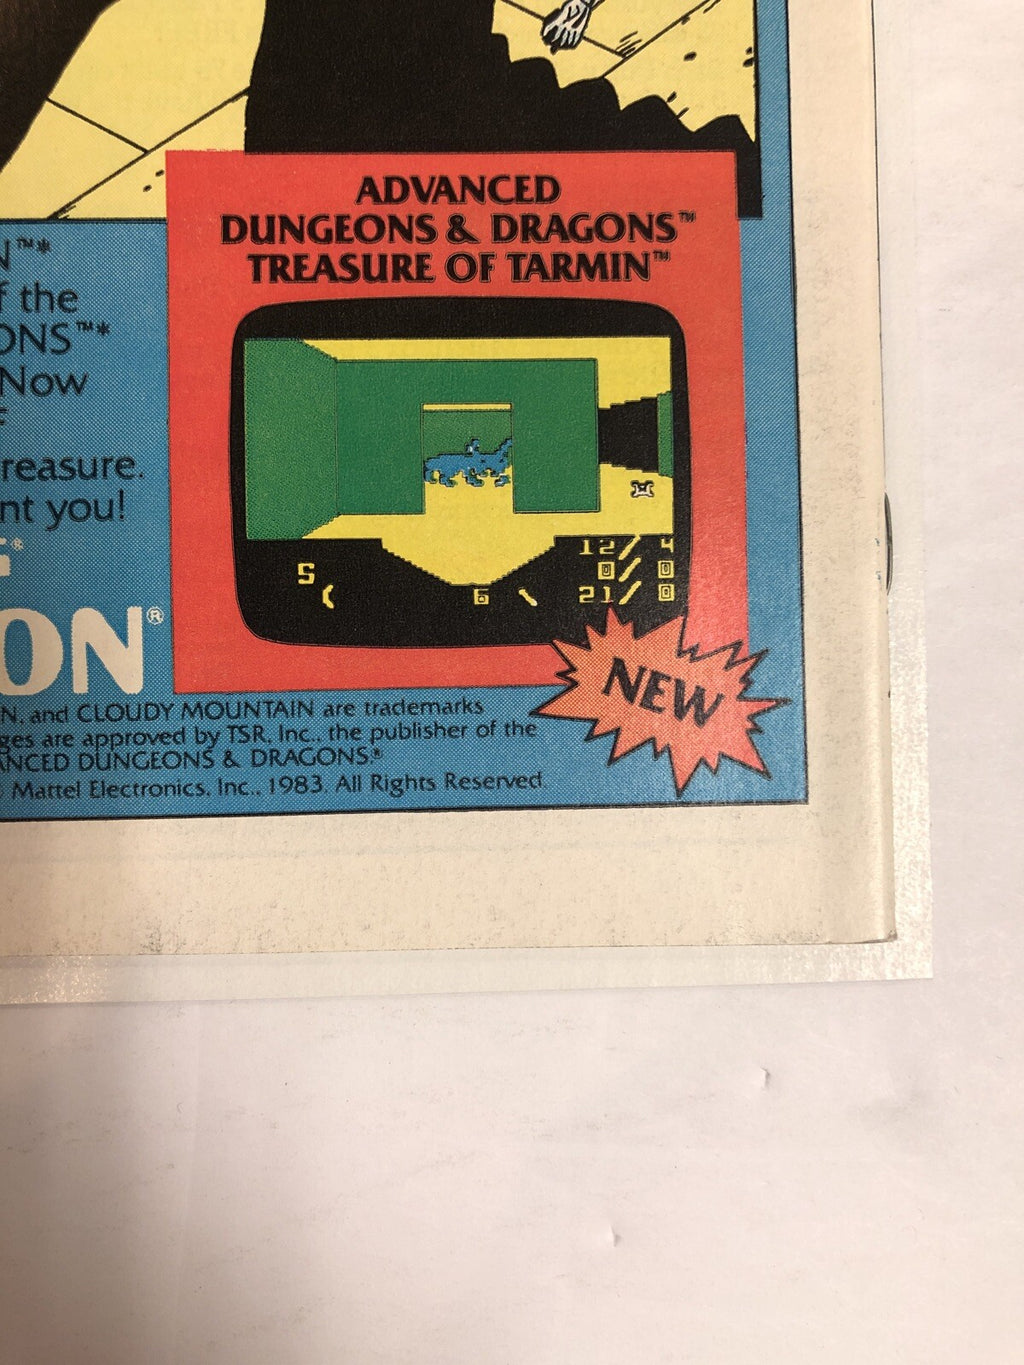 ADVANCED
DUNGEONS & DRAGONS™
TREASURE OF TARMIN™
N™*
f the
ONS™*
Now
reasure.
nt you!
ON®
12/ 4
S 0/ 0
6 21/ 0
NEW
N, and CLOUDY MOUNTAIN are trademarks
ges are approved by TSR, Inc., the publisher of the
ANCED DUNGEONS & DRAGONS.®
Mattel Electronics, Inc., 1983. All Rights Reserved